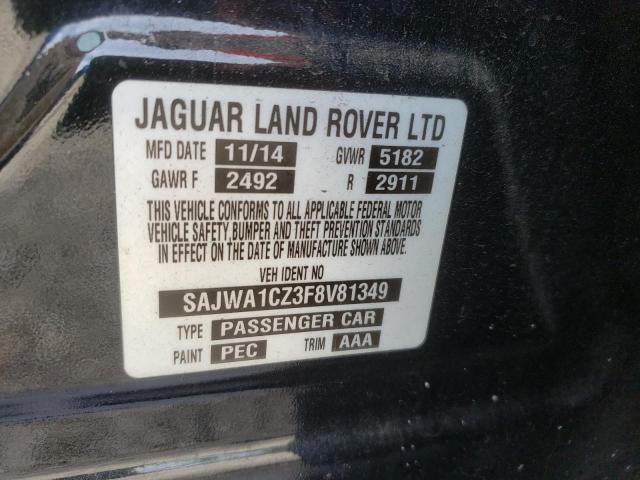 JAGUAR LAND ROVER LTD
MFD DATE 11/14 GVWR 5182
GAWR F 2492 R 2911
THIS VEHICLE CONFORMS TO ALL APPLICABLE FEDERAL MOTOR
VEHICLE SAFETY,BUMPER AND THEFT PREVENTION STANDARDS
IN EFFECT ON THE DATE OF MANUFACTURE SHOWN ABOVE.
VEH IDENT NO
SAJWA1CZ3F8V81349
TYPE PASSENGER CAR
PAINT PEC TRIM AAA